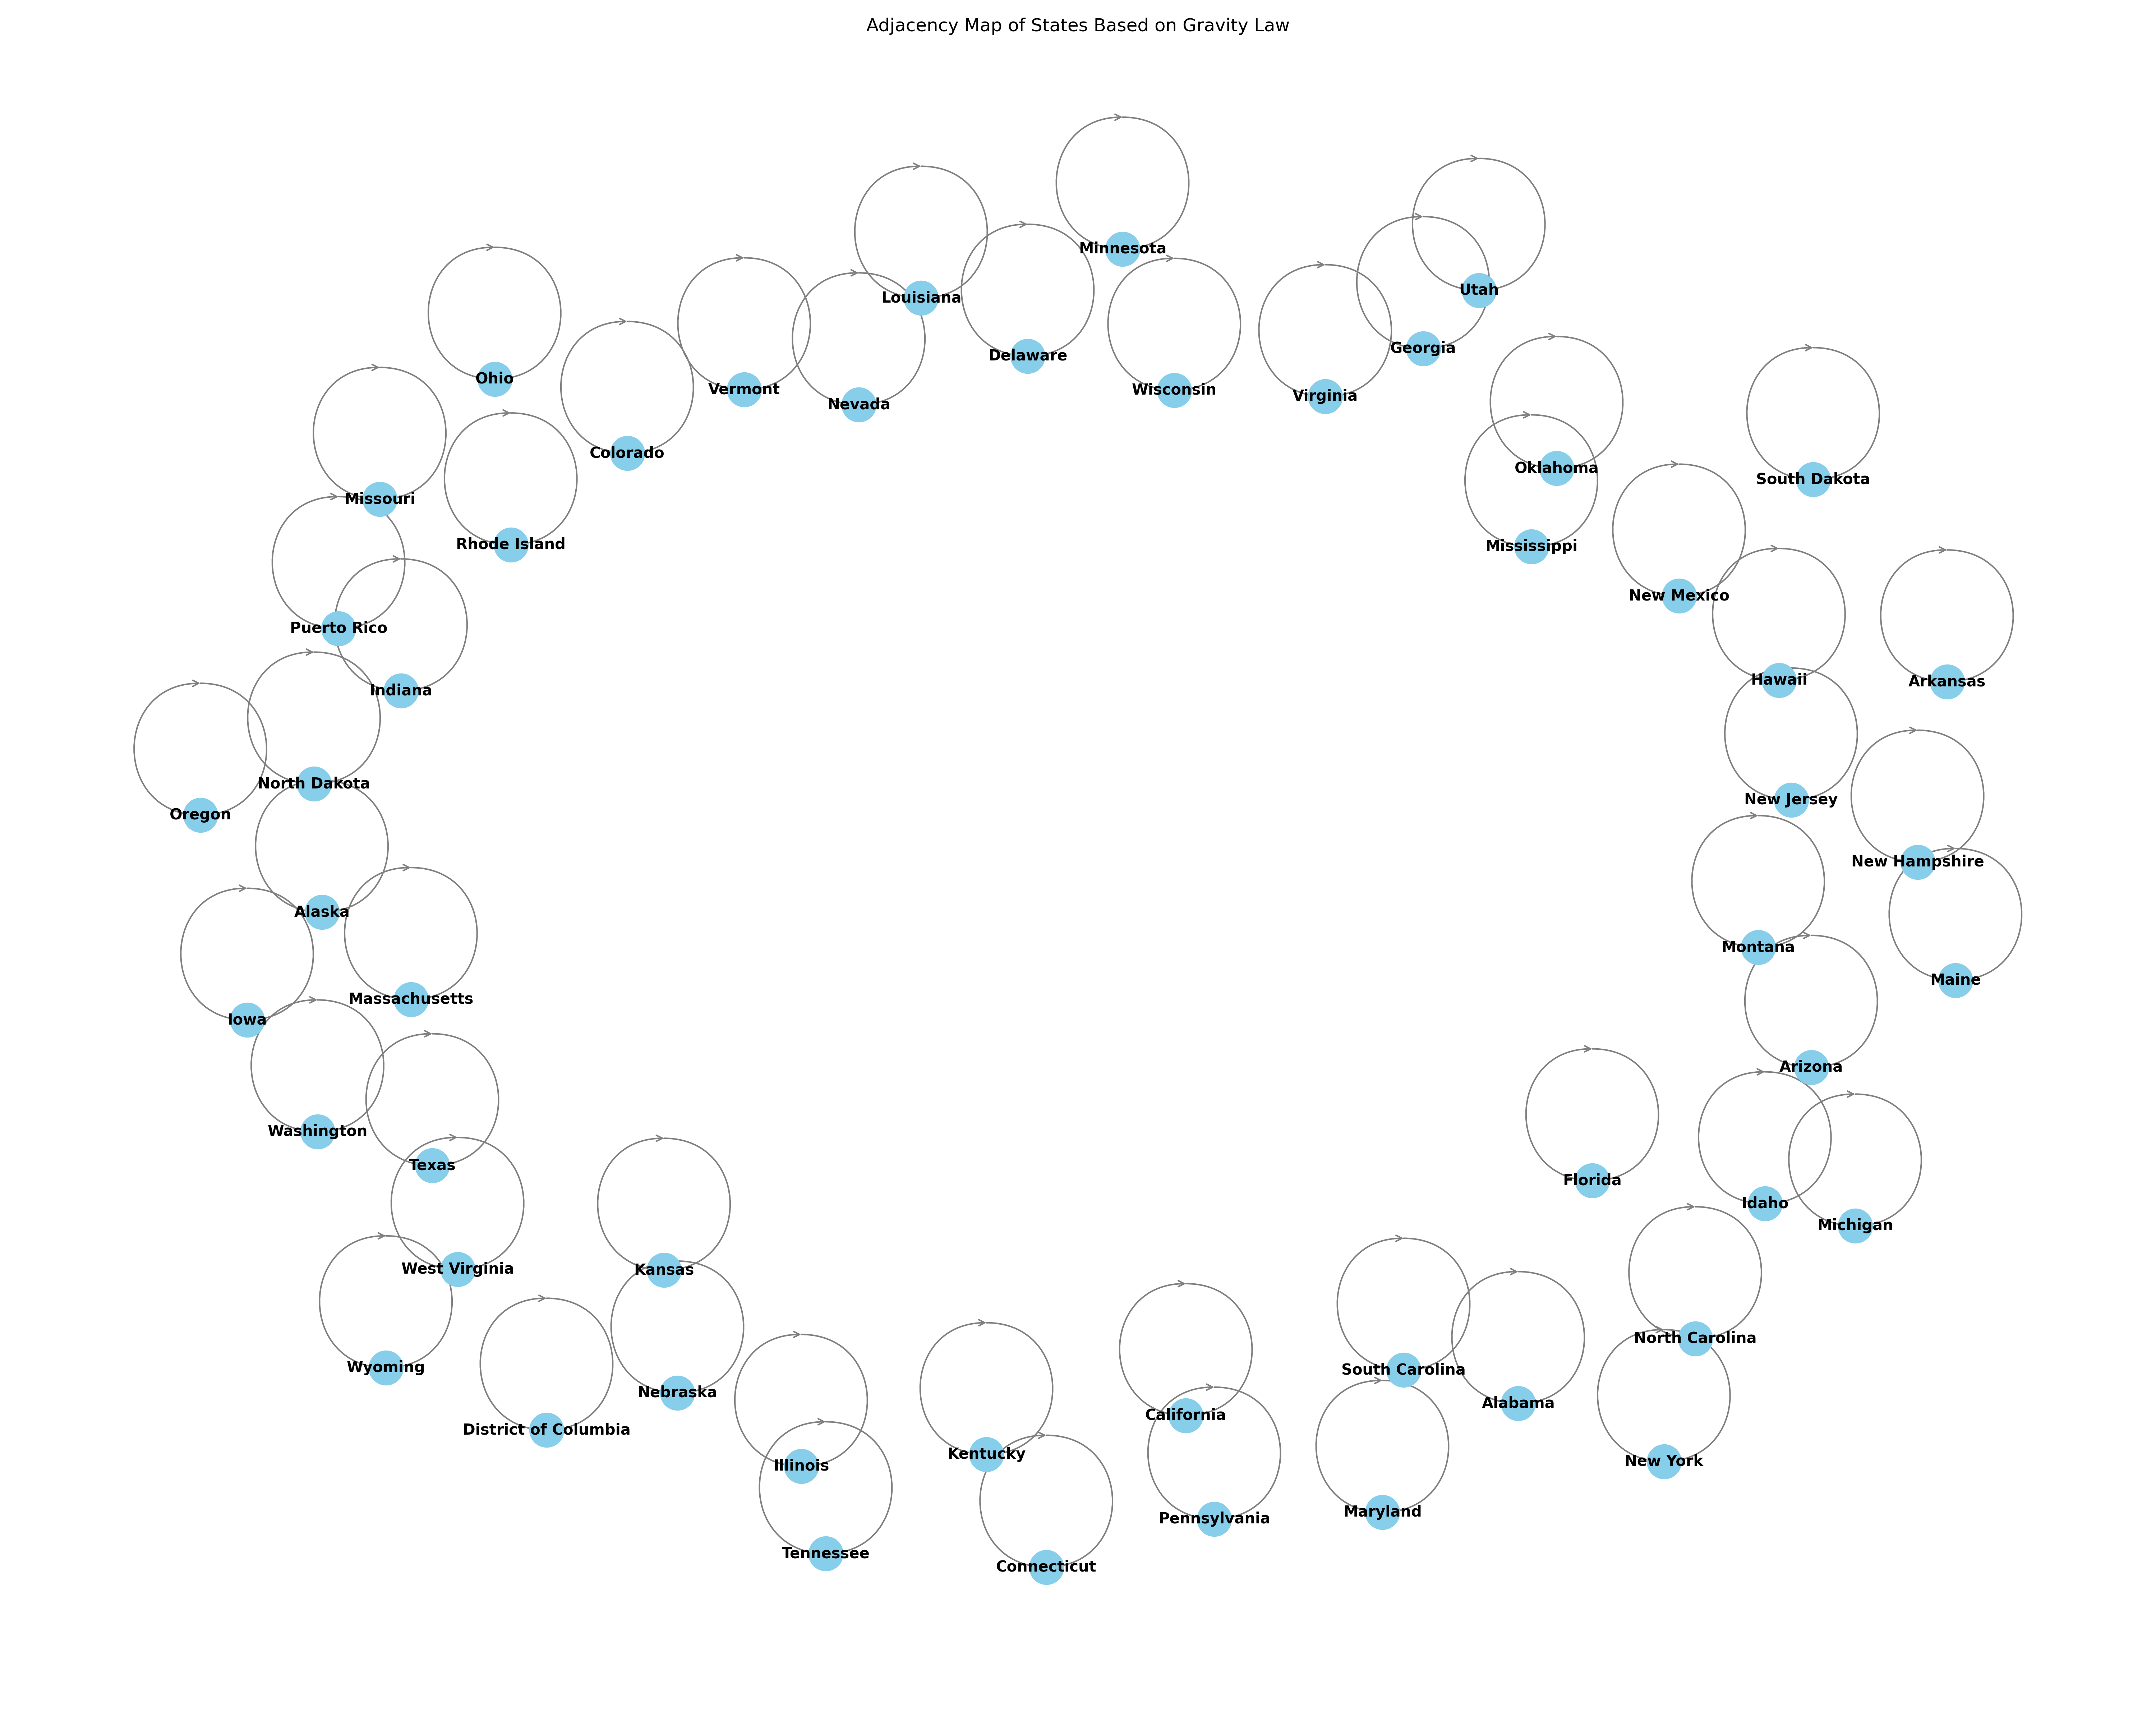 Adjacency Map of States Based on Gravity Law
Minnesota
Utah
Louisiana
Georgia
Delaware
Ohio
Vermont
Wisconsin
Virginia
Nevada
Colorado
Oklahoma
South Dakota
Missouri
Rhode Island
Mississippi
New Mexico
Puerto Rico
Hawaii
Arkansas
Indiana
North Dakota
New Jersey
Oregon
New Hampshire
Alaska
Montana
Maine
Massachusetts
Iowa
Arizona
Washington
Texas
Florida
Idaho
Michigan
West Virginia
Kansas
North Carolina
Wyoming
South Carolina
Nebraska
Alabama
California
District of Columbia
Kentucky
New York
Illinois
Maryland
Pennsylvania
Tennessee
Connecticut